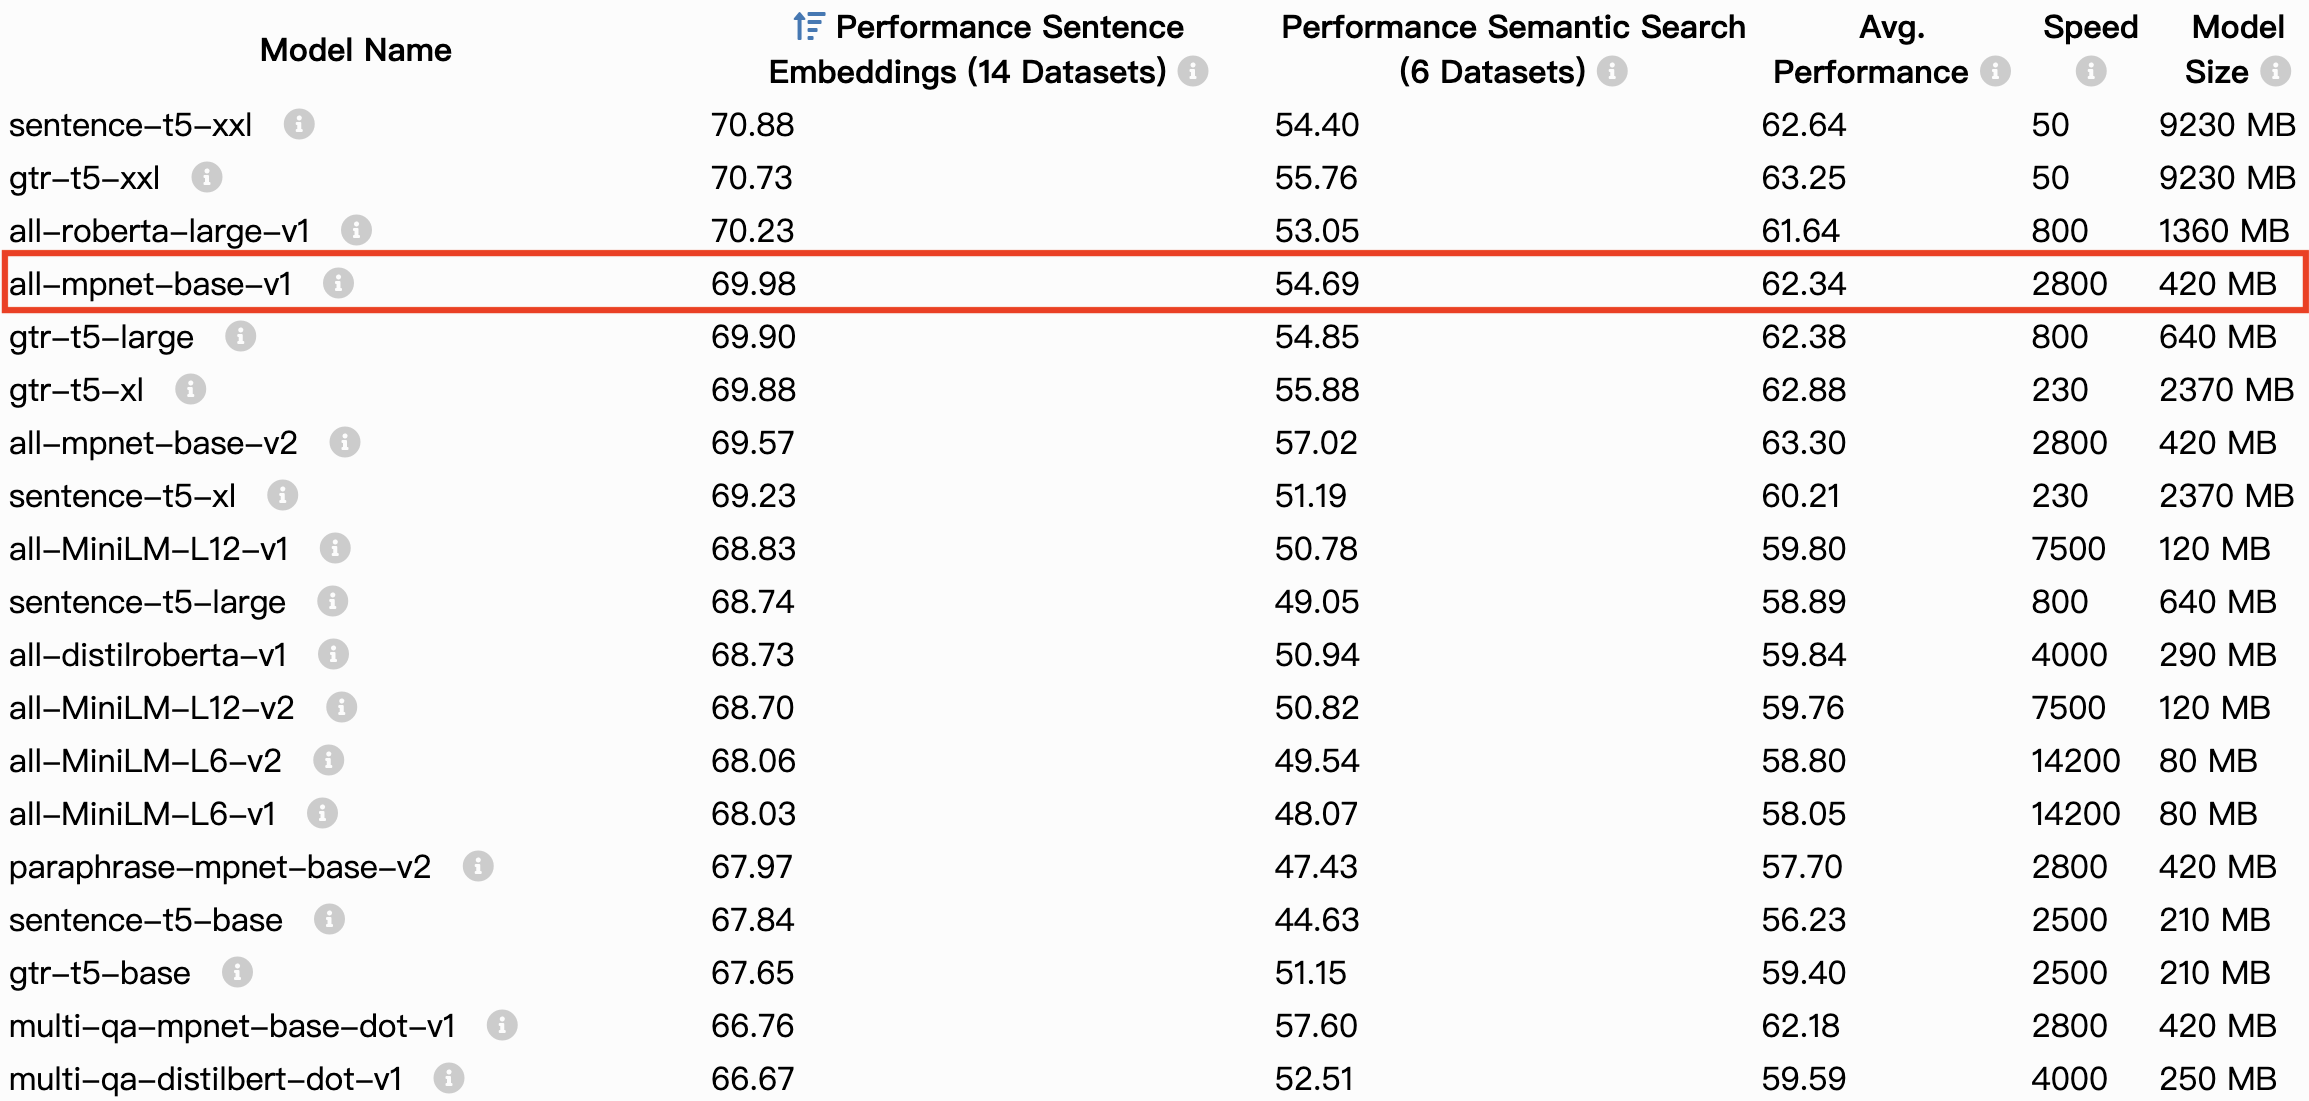 Model Name Performance Sentence Embeddings (14 Datasets) Performance Semantic Search (6 Datasets) Avg. Performance Speed Model Size
sentence-t5-xxl 70.88 54.40 62.64 50 9230 MB
gtr-t5-xxl 70.73 55.76 63.25 50 9230 MB
all-roberta-large-v1 70.23 53.05 61.64 800 1360 MB
all-mpnet-base-v1 69.98 54.69 62.34 2800 420 MB
gtr-t5-large 69.90 54.85 62.38 800 640 MB
gtr-t5-xl 69.88 55.88 62.88 230 2370 MB
all-mpnet-base-v2 69.57 57.02 63.30 2800 420 MB
sentence-t5-xl 69.23 51.19 60.21 230 2370 MB
all-MiniLM-L12-v1 68.83 50.78 59.80 7500 120 MB
sentence-t5-large 68.74 49.05 58.89 800 640 MB
all-distilroberta-v1 68.73 50.94 59.84 4000 290 MB
all-MiniLM-L12-v2 68.70 50.82 59.76 7500 120 MB
all-MiniLM-L6-v2 68.06 49.54 58.80 14200 80 MB
all-MiniLM-L6-v1 68.03 48.07 58.05 14200 80 MB
paraphrase-mpnet-base-v2 67.97 47.43 57.70 2800 420 MB
sentence-t5-base 67.84 44.63 56.23 2500 210 MB
gtr-t5-base 67.65 51.15 59.40 2500 210 MB
multi-qa-mpnet-base-dot-v1 66.76 57.60 62.18 2800 420 MB
multi-qa-distilbert-dot-v1 66.67 52.51 59.59 4000 250 MB